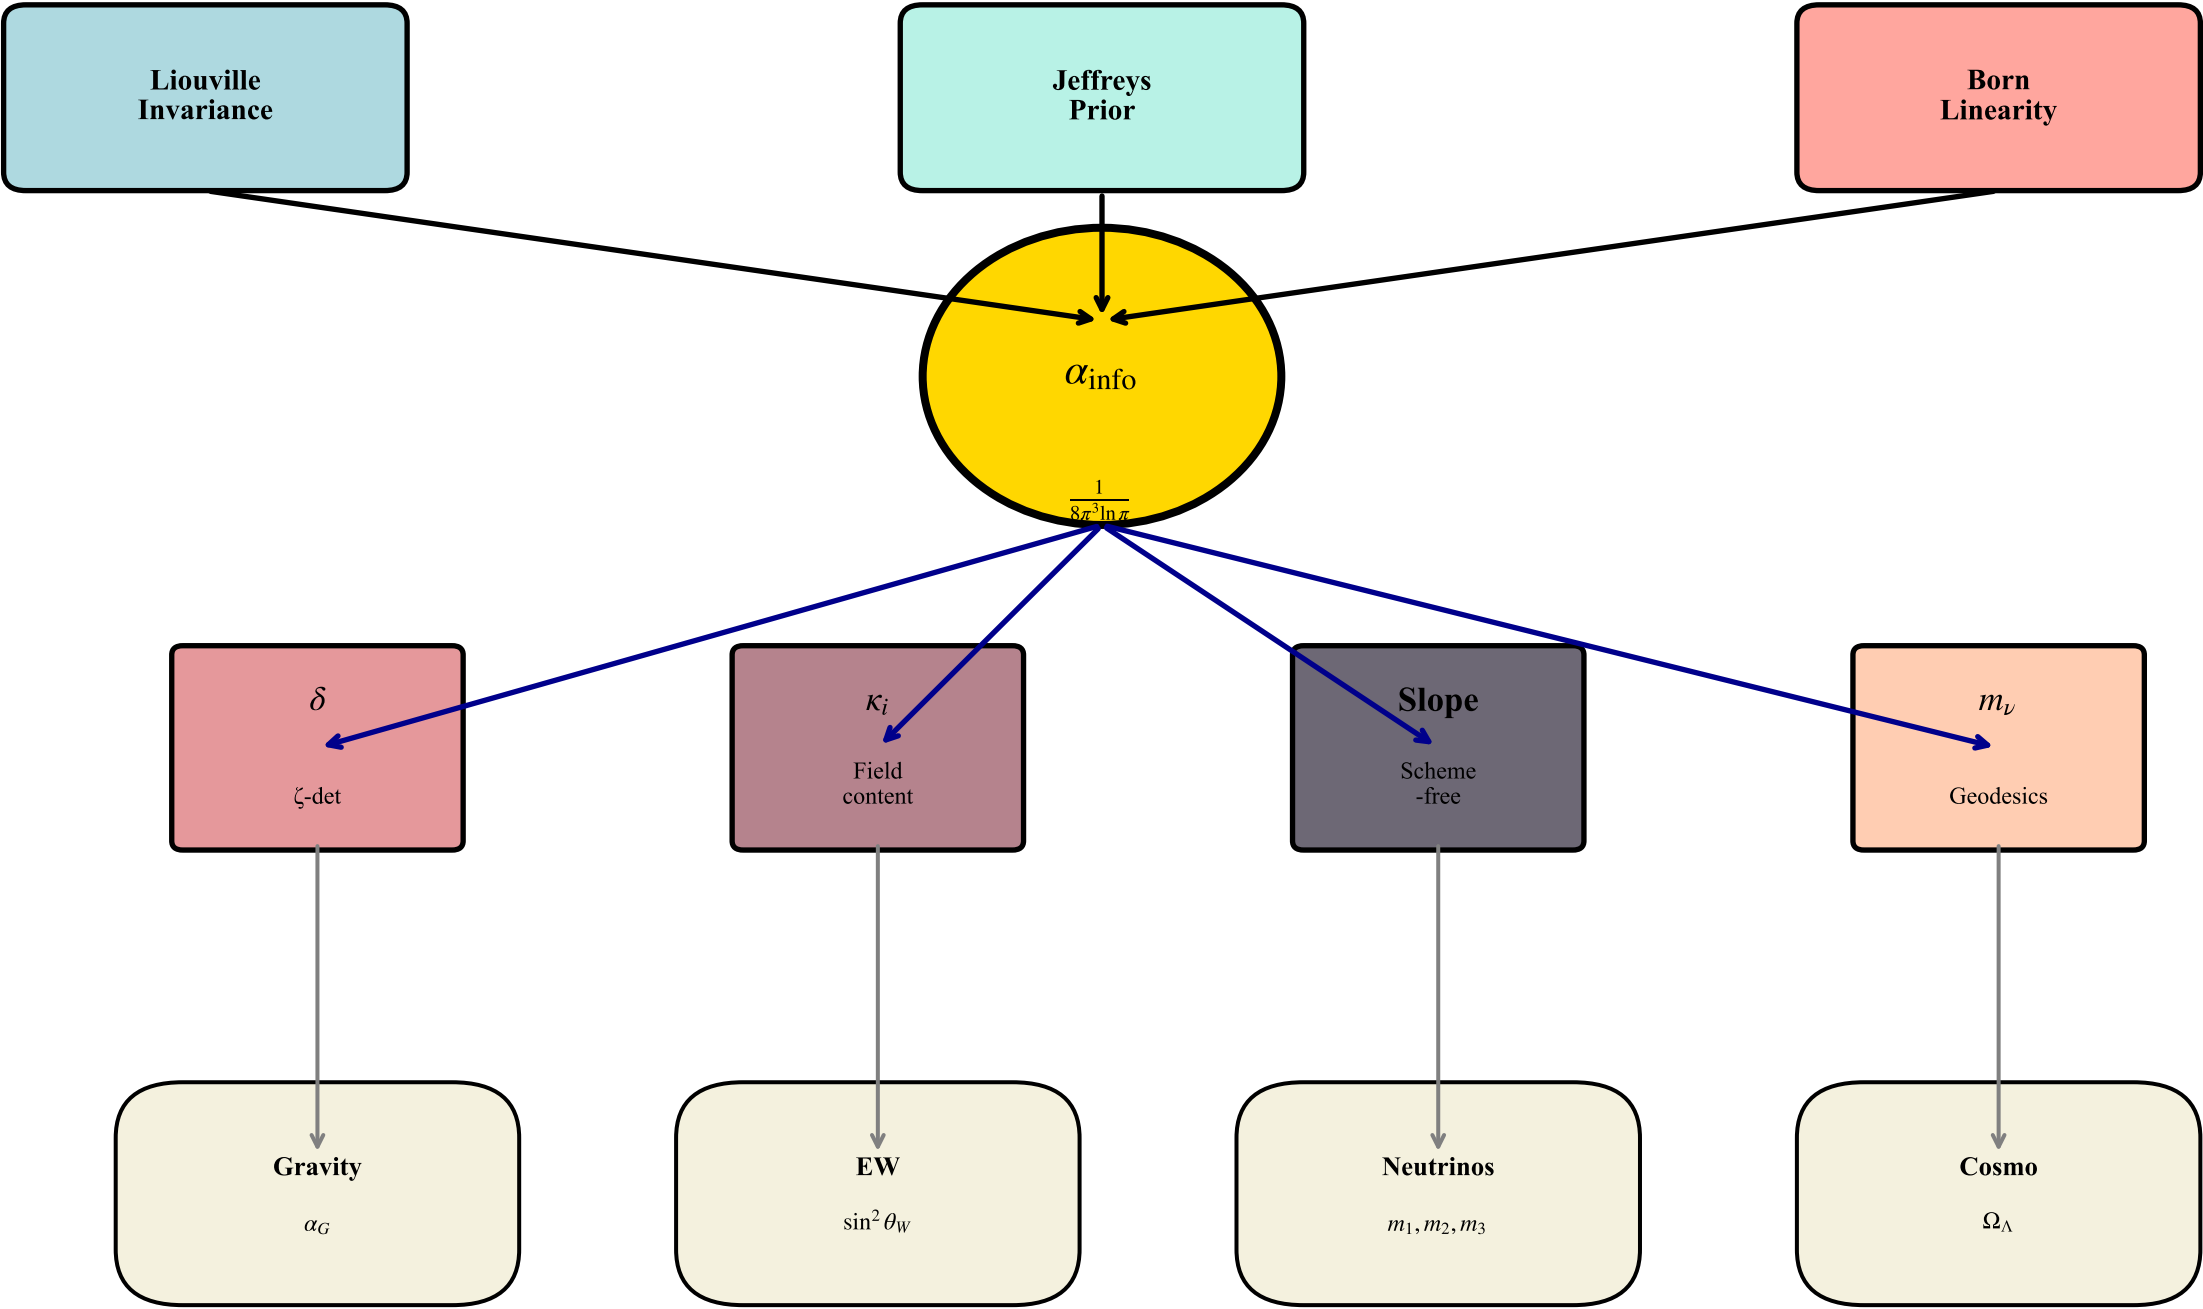 Liouville
Invariance
Jeffreys
Prior
Born
Linearity
α_info
1/(8π³ ln π)
δ
ζ-det
κ_i
Field
content
Slope
Scheme
-free
m_ν
Geodesics
Gravity
α_G
EW
sin² θ_W
Neutrinos
m₁, m₂, m₃
Cosmo
Ω_Λ